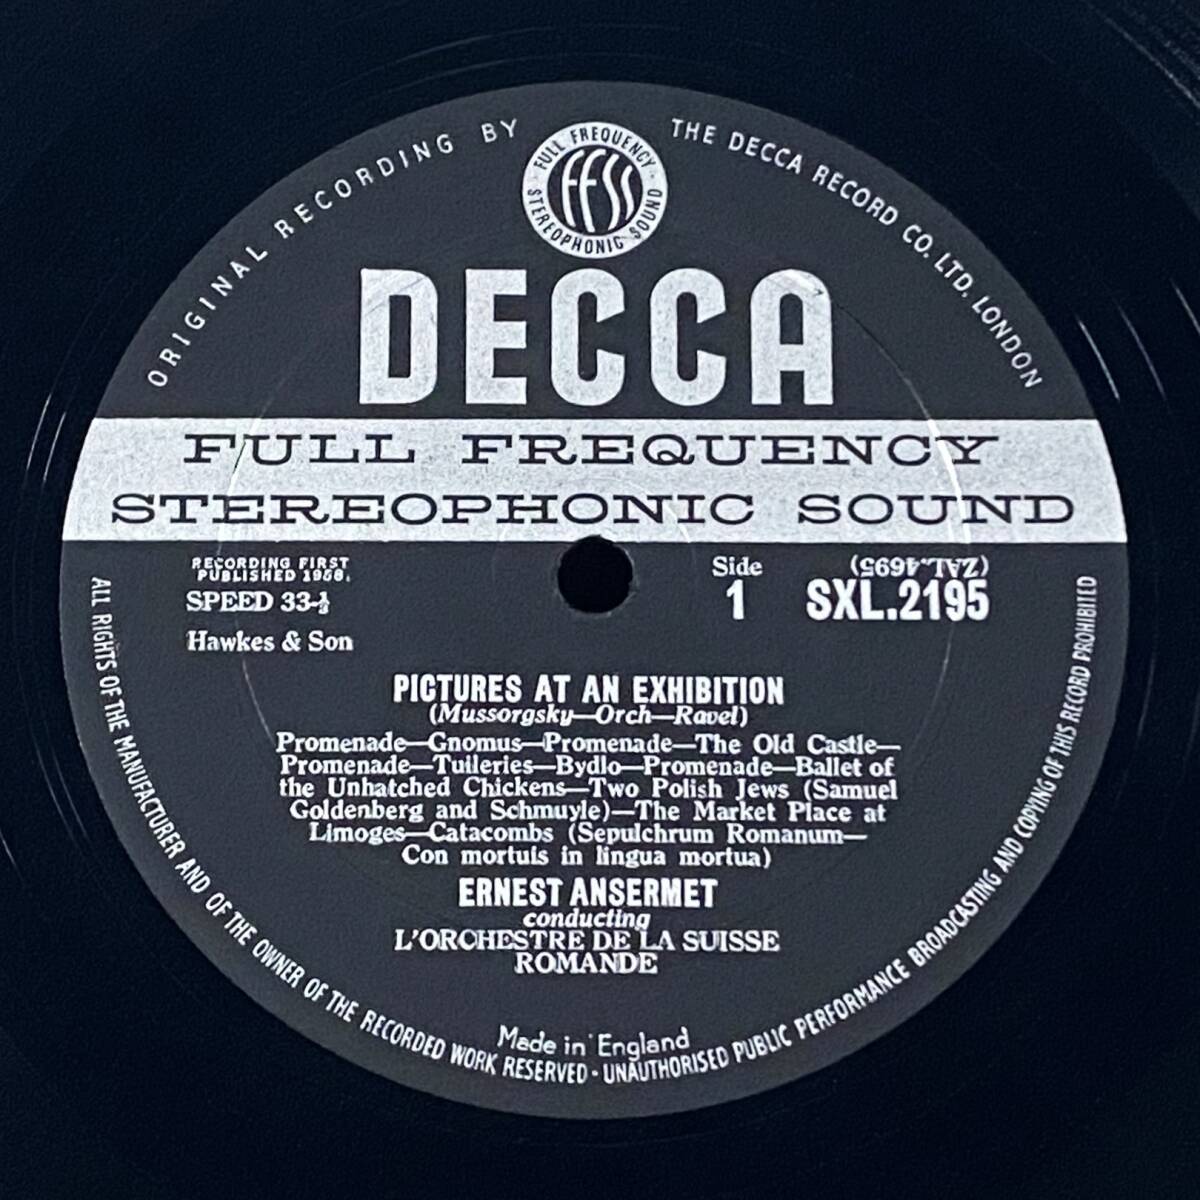 ORIGINAL RECORDING BY THE DECCA RECORD CO. LTD. LONDON
FULL FREQUENCY
FFSS
STEREOPHONIC SOUND
DECCA
FULL FREQUENCY
STEREOPHONIC SOUND
RECORDING FIRST
PUBLISHED 1958.
SPEED 33-⅓
Hawkes & Son
Side
1
(ZAL.4695)
SXL.2195
PICTURES AT AN EXHIBITION
(Mussorgsky—Orch—Ravel)
Promenade—Gnomus—Promenade—The Old Castle—
Promenade—Tuileries—Bydlo—Promenade—Ballet of
the Unhatched Chickens—Two Polish Jews (Samuel
Goldenberg and Schmuyle)—The Market Place at
Limoges—Catacombs (Sepulchrum Romanum—
Con mortuis in lingua mortua)
ERNEST ANSERMET
conducting
L'ORCHESTRE DE LA SUISSE
ROMANDE
Made in England
ALL RIGHTS OF THE MANUFACTURER AND OF THE OWNER OF THE RECORDED WORK RESERVED · UNAUTHORISED PUBLIC PERFORMANCE BROADCASTING AND COPYING OF THIS RECORD PROHIBITED